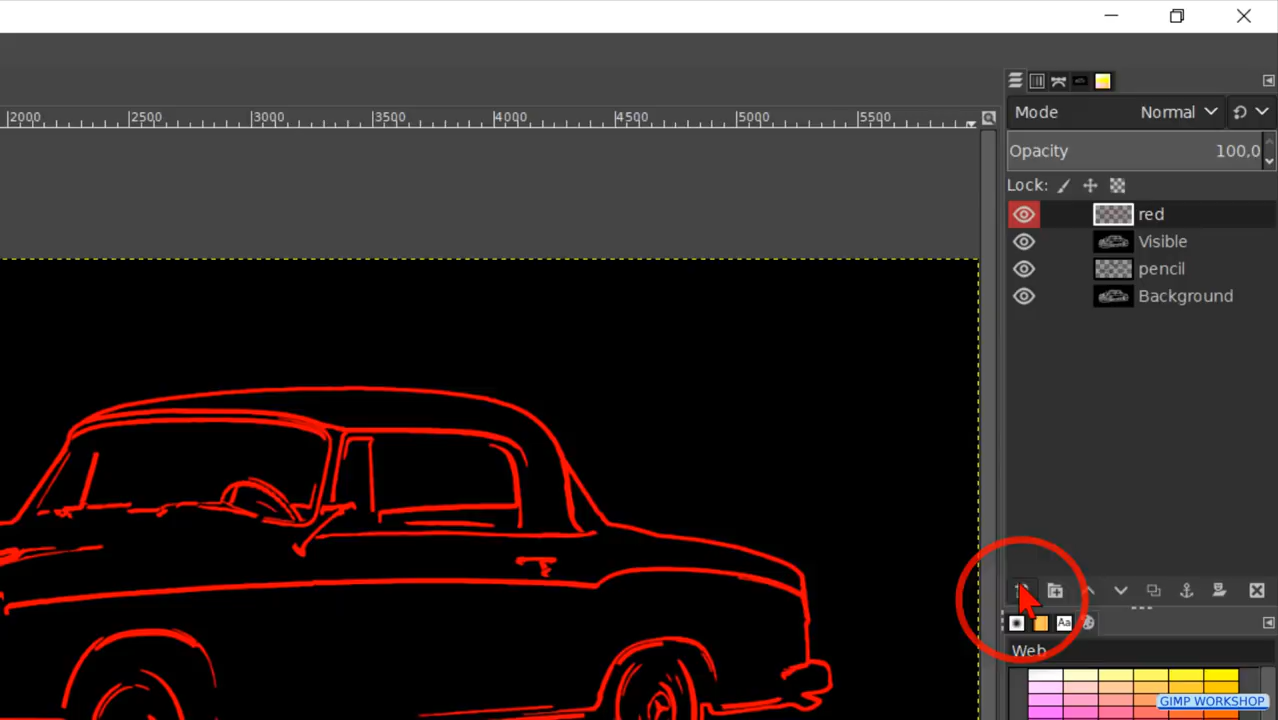 2000 2500 3000 3500 4000 4500 5000 5500
Mode Normal
Opacity 100,0
Lock:
red
Visible
pencil
Background
Aa
Web
GIMP WORKSHOP